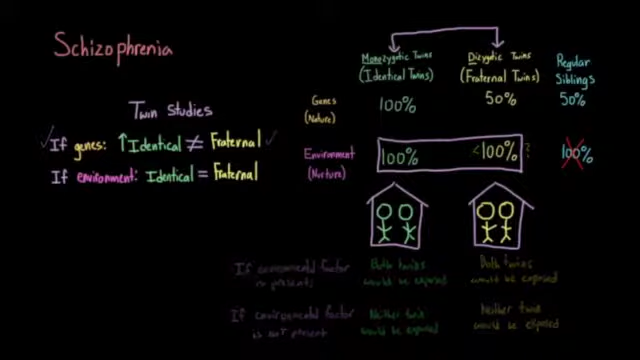 Schizophrenia
Monozygotic Twins
(Identical Twins)
Dizygotic Twins
(Fraternal Twins)
Regular
Siblings
Twin Studies
Genes
(Nature)
100%
50%
50%
If genes: ↑Identical ≠ Fraternal
Environment
(Nurture)
100%
<100%?
100%
If environment: Identical = Fraternal
If environmental factor
is present:
Both twins
would be exposed
Both twins
would be exposed
If environmental factor
is not present
Neither twin
would be exposed
Neither twin
would be exposed